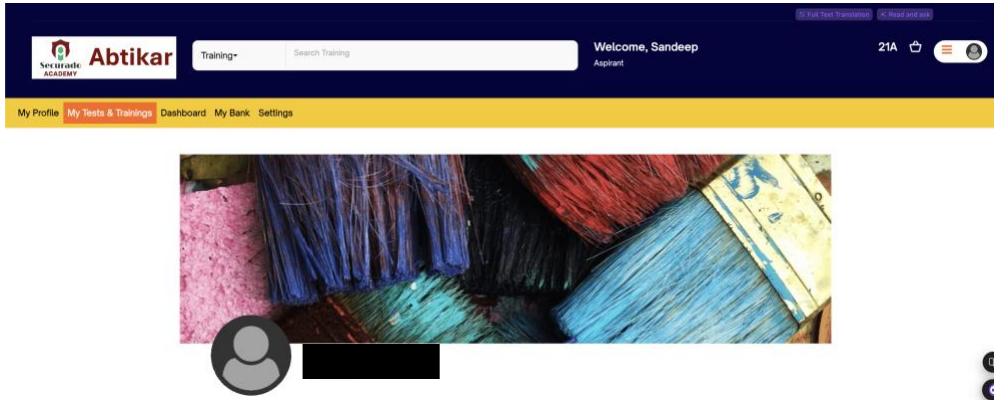 Full Text Translation Read and ask
Securado
ACADEMY
Abtikar
Training
Search Training
Welcome, Sandeep
Aspirant
21A
My Profile My Tests & Trainings Dashboard My Bank Settings